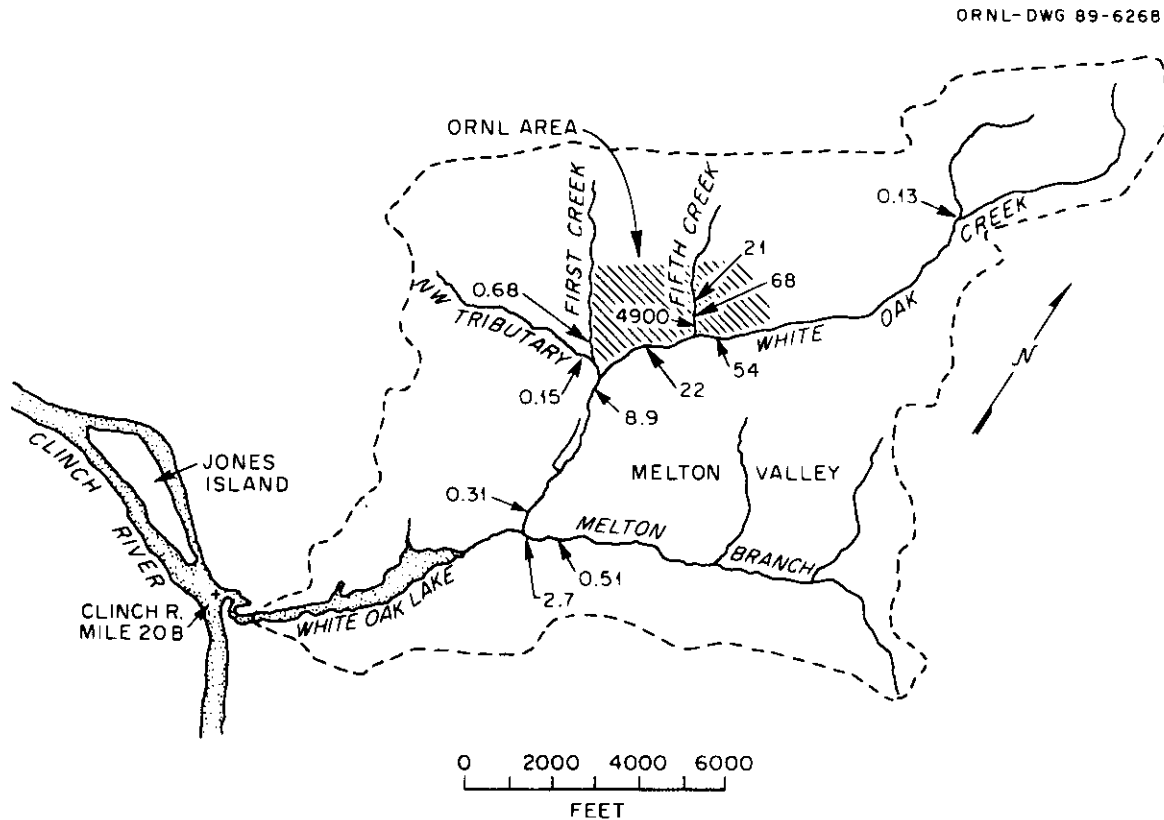 ORNL-DWG 89-6268
ORNL AREA
FIRST CREEK
FIFTH CREEK
0.13
CREEK
21
0.68
68
NW TRIBUTARY
4900
OAK
WHITE
54
22
0.15
8.9
CLINCH RIVER
JONES
ISLAND
N
MELTON VALLEY
0.31
MELTON
BRANCH
0.51
2.7
WHITE OAK LAKE
CLINCH R.
MILE 20.8
0 2000 4000 6000
FEET